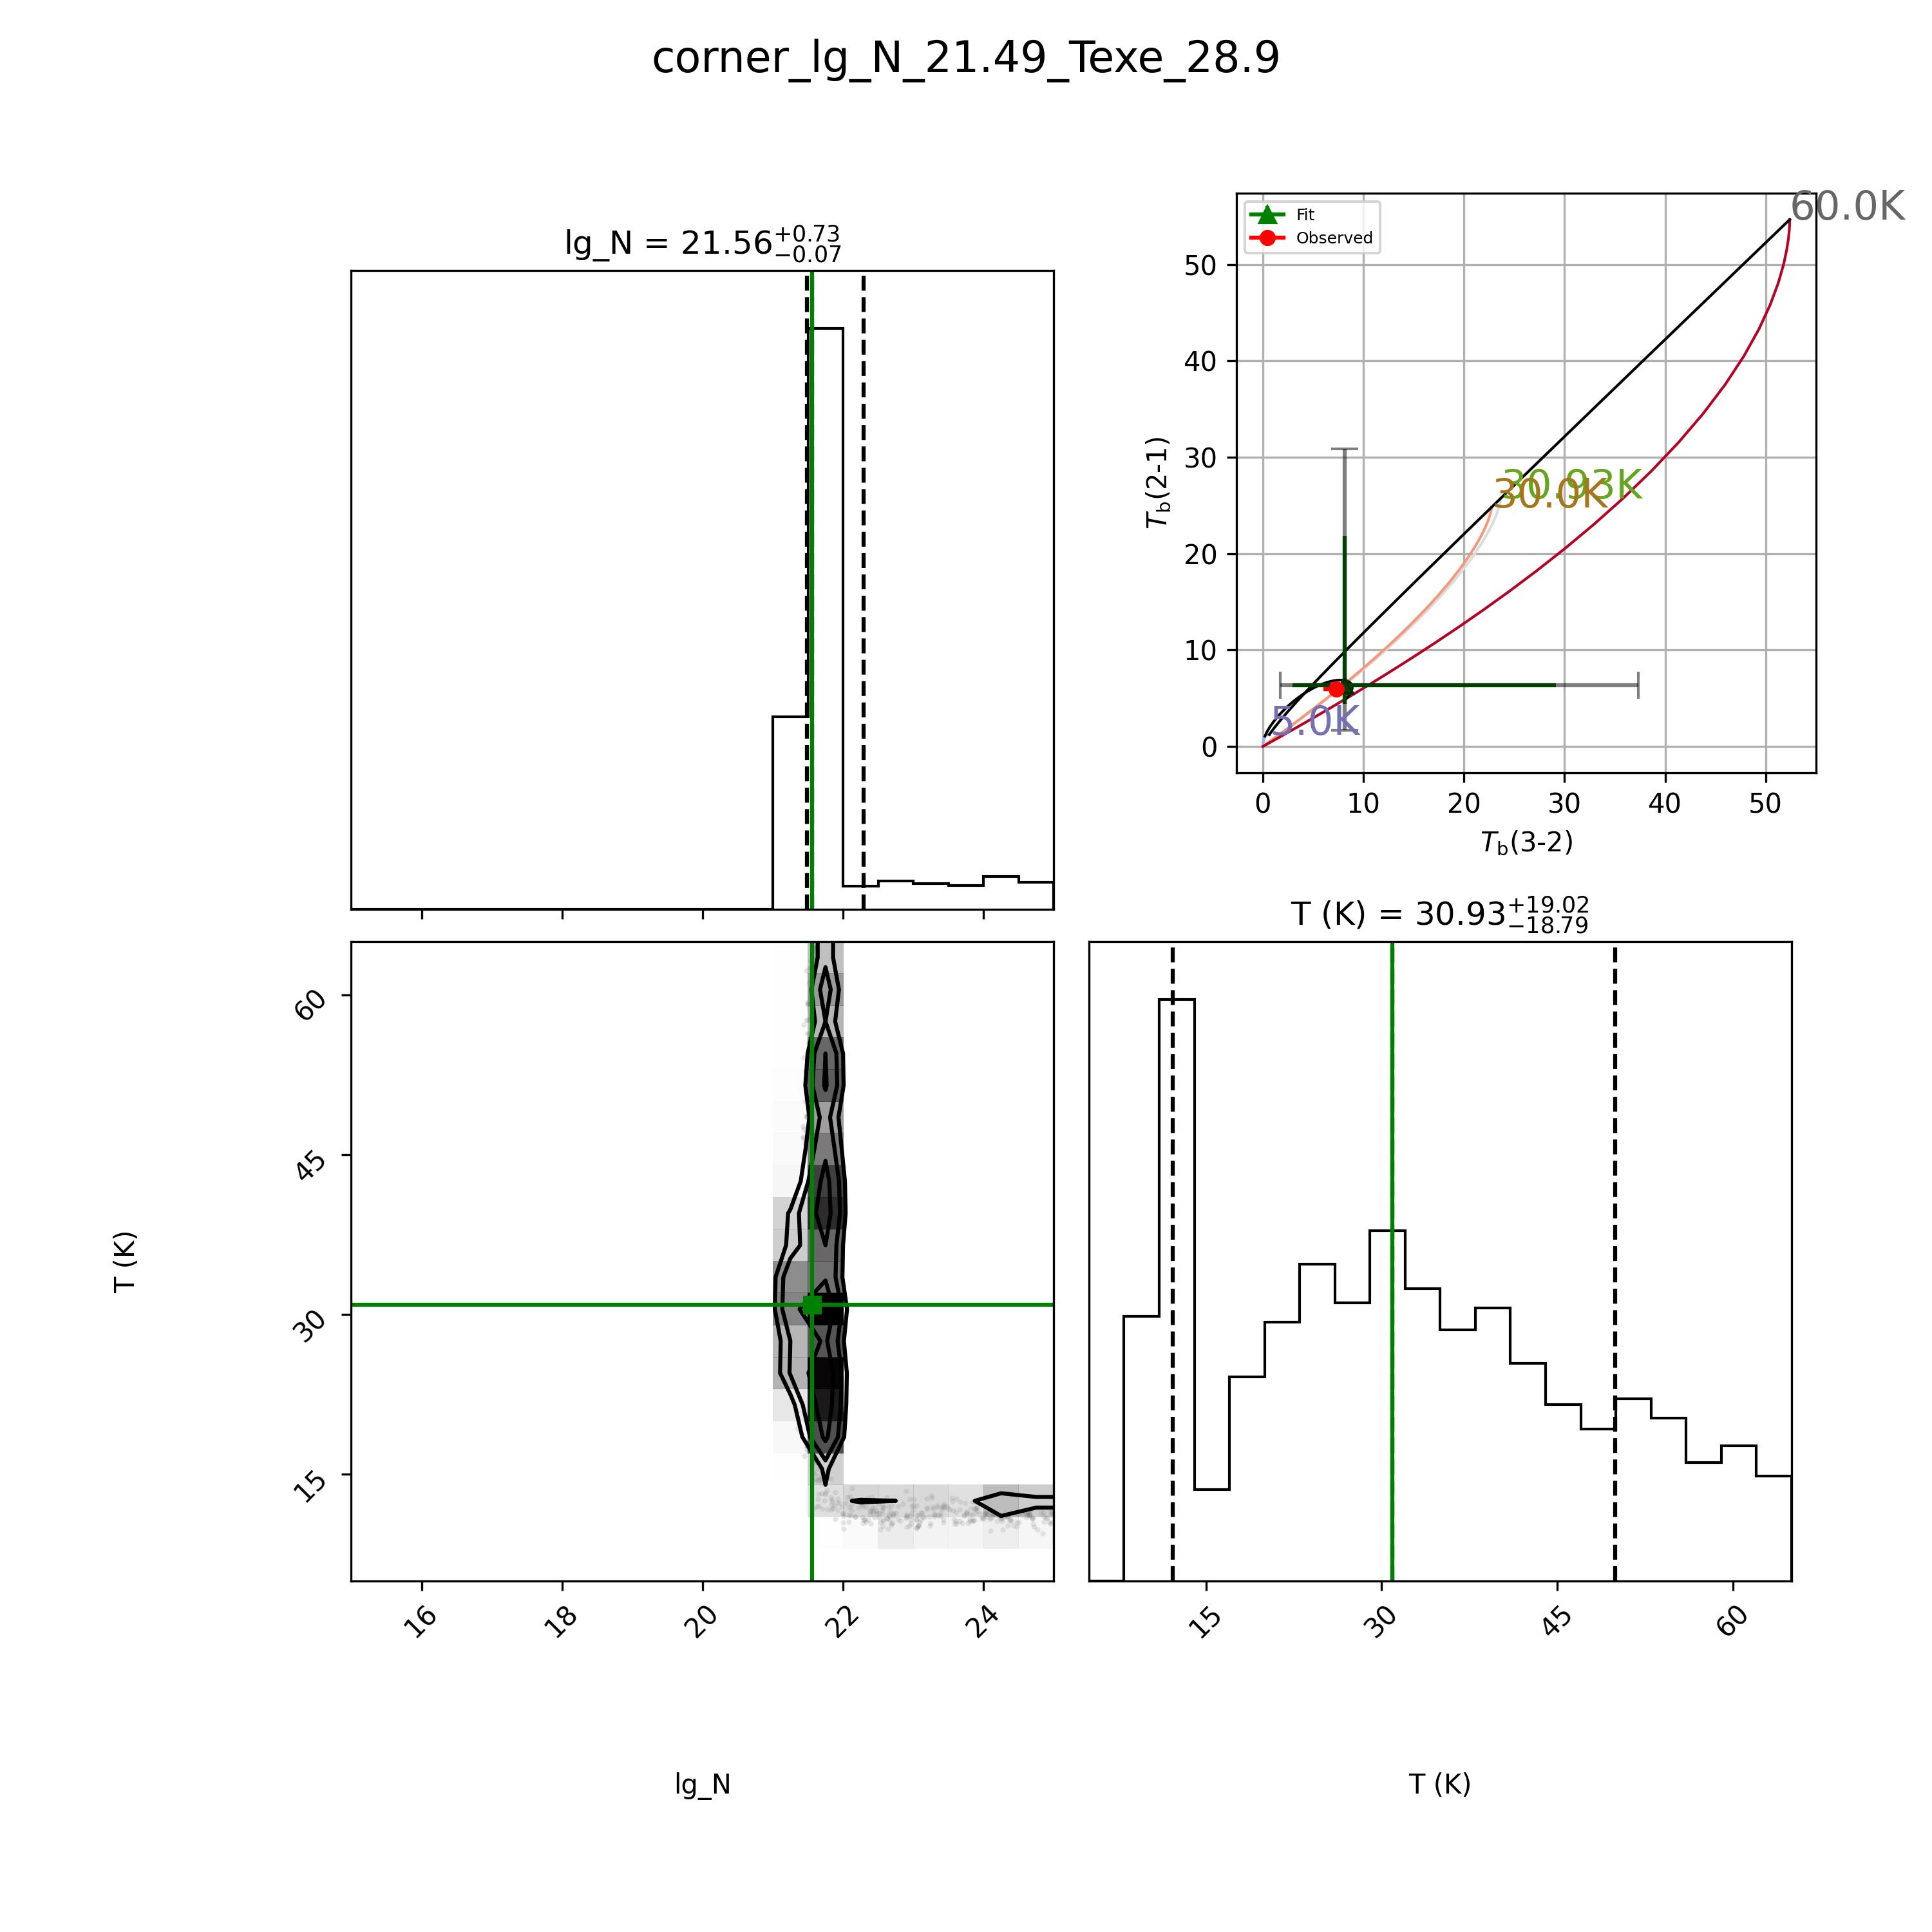 corner_lg_N_21.49_Texe_28.9
lg_N = 21.56+0.73−0.07
Fit
Observed
60.0K
30.93K
30.0K
5.0K
50
40
30
20
10
0
Tb(2-1)
0 10 20 30 40 50
Tb(3-2)
T (K) = 30.93+19.02−18.79
60
45
30
15
T (K)
16 18 20 22 24
lg_N
15 30 45 60
T (K)